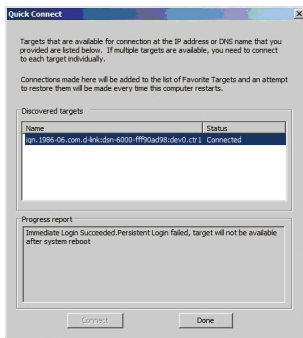 Quick Connect
Targets that are available for connection at the IP address or DNS name that you
provided are listed below. If multiple targets are available, you need to connect
to each target individually.
Connections made here will be added to the list of Favorite Targets and an attempt
to restore them will be made every time this computer restarts.
Discovered targets
Name Status
iqn.1986-06.com.d-link:dsn-6000-fff90ad98:dev0.ctr1 Connected
Progress report
Immediate Login Succeeded.Persistent Login failed, target will not be available
after system reboot
Connect Done